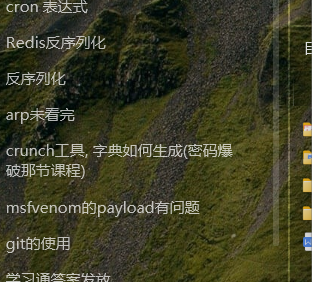 cron 表达式
Redis反序列化
反序列化
arp未看完
crunch工具, 字典如何生成(密码爆
破那节课程)
msfvenom的payload有问题
git的使用
学习通答案发放